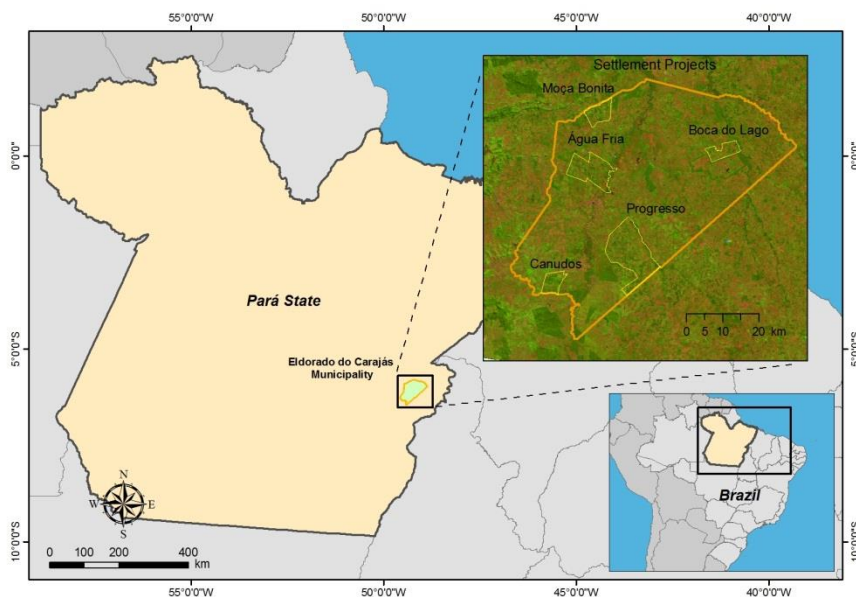 55°0'0"W
50°0'0"W
45°0'0"W
40°0'0"W
Settlement Projects
Moça Bonita
Água Fria
Boca do Lago
Progresso
Canudos
0 5 10 20
km
0°0'0"
0°0'0"
Pará State
Eldorado do Carajás
Municipality
5°0'0"S
5°0'0"S
Brazil
N
W E
S
10°0'0"S
10°0'0"S
0 100 200 400
km
55°0'0"W
50°0'0"W
45°0'0"W
40°0'0"W